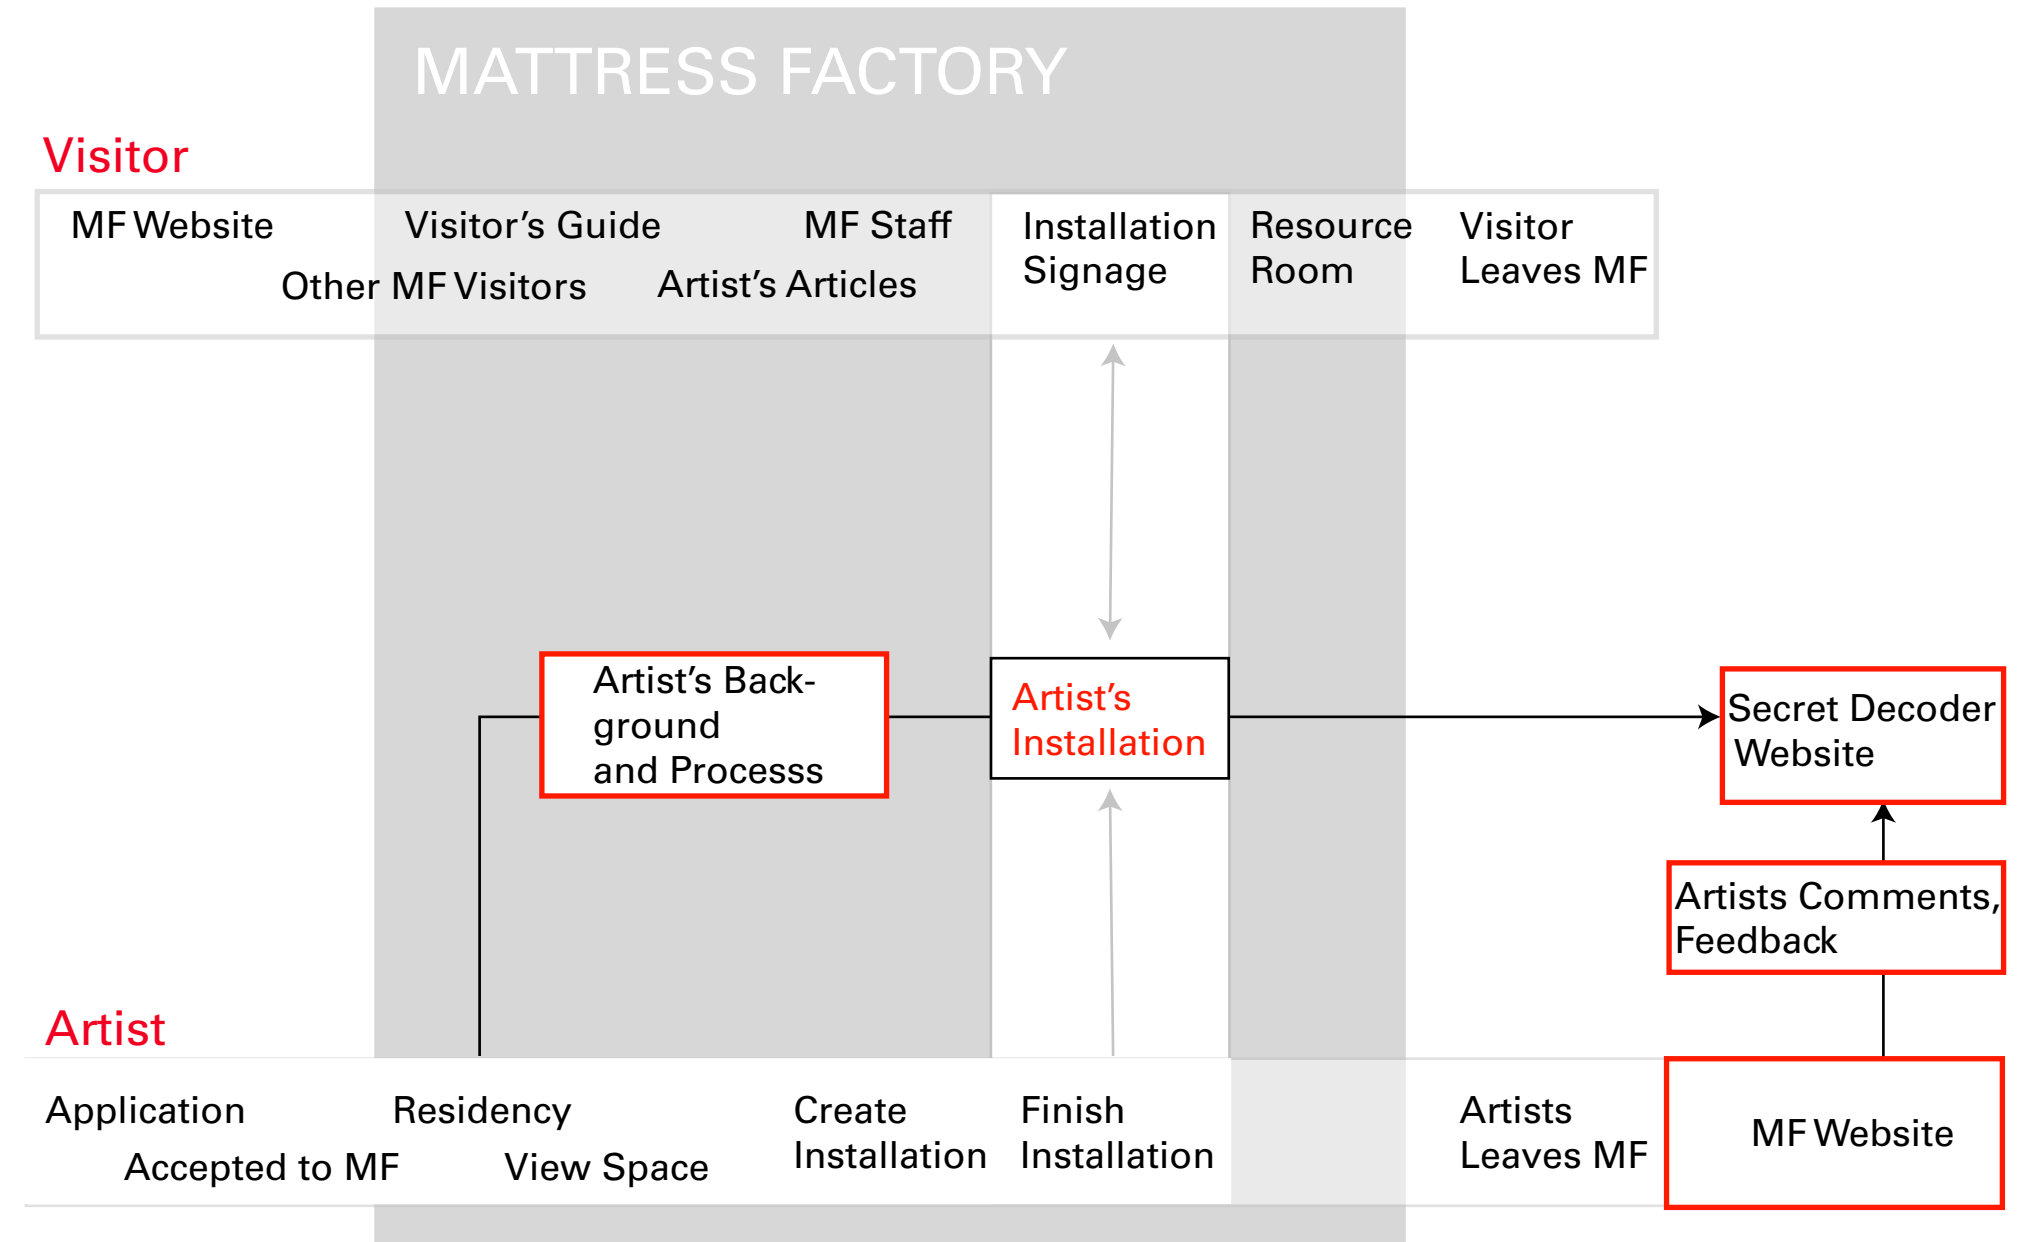 MATTRESS FACTORY
Visitor
MF Website
Visitor’s Guide
MF Staff
Other MF Visitors
Artist’s Articles
Installation
Signage
Resource
Room
Visitor
Leaves MF
Artist’s Back-
ground
and Processs
Artist’s
Installation
Secret Decoder
Website
Artists Comments,
Feedback
Artist
Application
Accepted to MF
Residency
View Space
Create
Installation
Finish
Installation
Artists
Leaves MF
MF Website